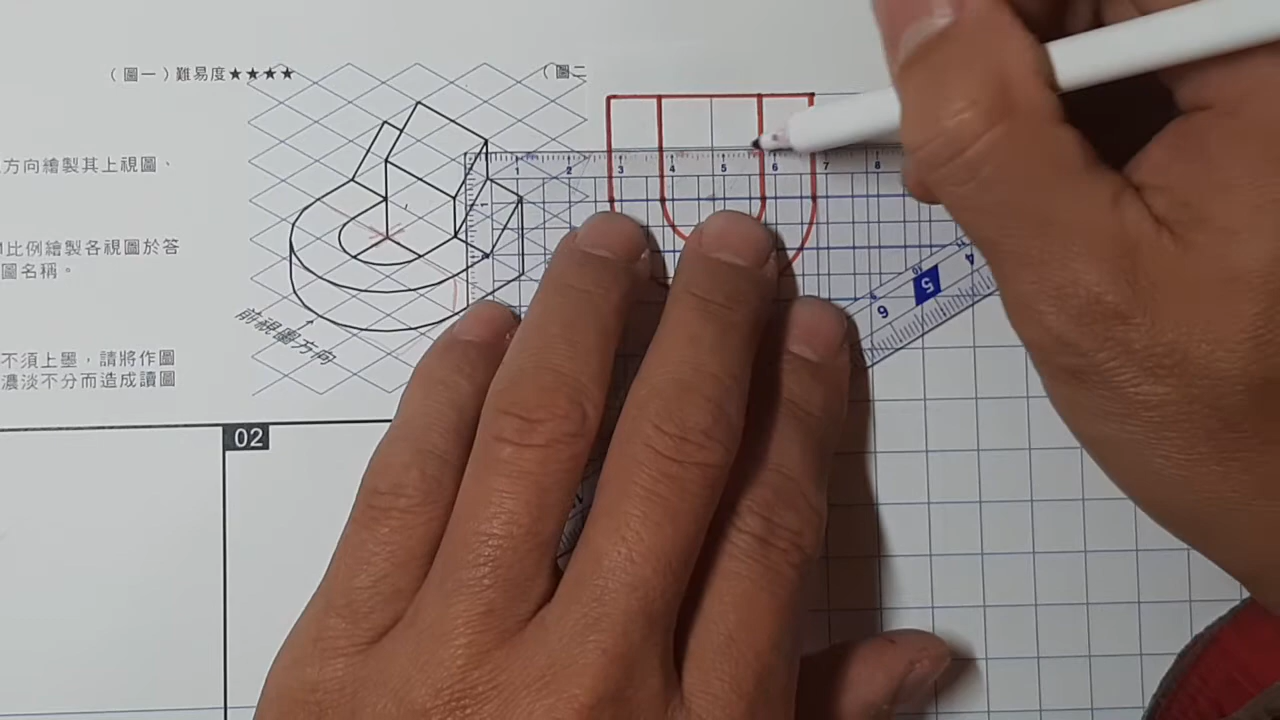 (圖一)難易度★★★★
(圖二
方向繪製其上視圖、
比例繪製各視圖於答
圖名稱。
前視圖方向
不須上墨，請將作圖
濃淡不分而造成讀圖
02
1 2 3 4 5 6 7 8
5
6
4